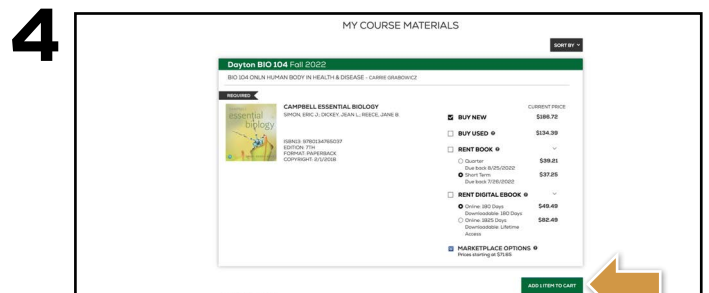 4
MY COURSE MATERIALS
SORT BY
Dayton BIO 104 Fall 2022
BIO 104 ONLN HUMAN BODY IN HEALTH & DISEASE - CARRIE GRABOWICZ
REQUIRED
essential
biology
CAMPBELL ESSENTIAL BIOLOGY
SIMON, ERIC J.; DICKEY, JEAN L.; REECE, JANE B.
ISBN13: 9780134765037
EDITION: 7TH
FORMAT: PAPERBACK
COPYRIGHT: 2/1/2018
CURRENT PRICE
BUY NEW $186.72
BUY USED $134.39
RENT BOOK
Quarter $39.21
Due back 8/25/2022
Short Term $37.25
Due back 7/26/2022
RENT DIGITAL EBOOK
Online: 180 Days $49.49
Downloadable: 180 Days
Online: 1825 Days $82.49
Downloadable: Lifetime
Access
MARKETPLACE OPTIONS
Prices starting at $71.85
ADD 1 ITEM TO CART